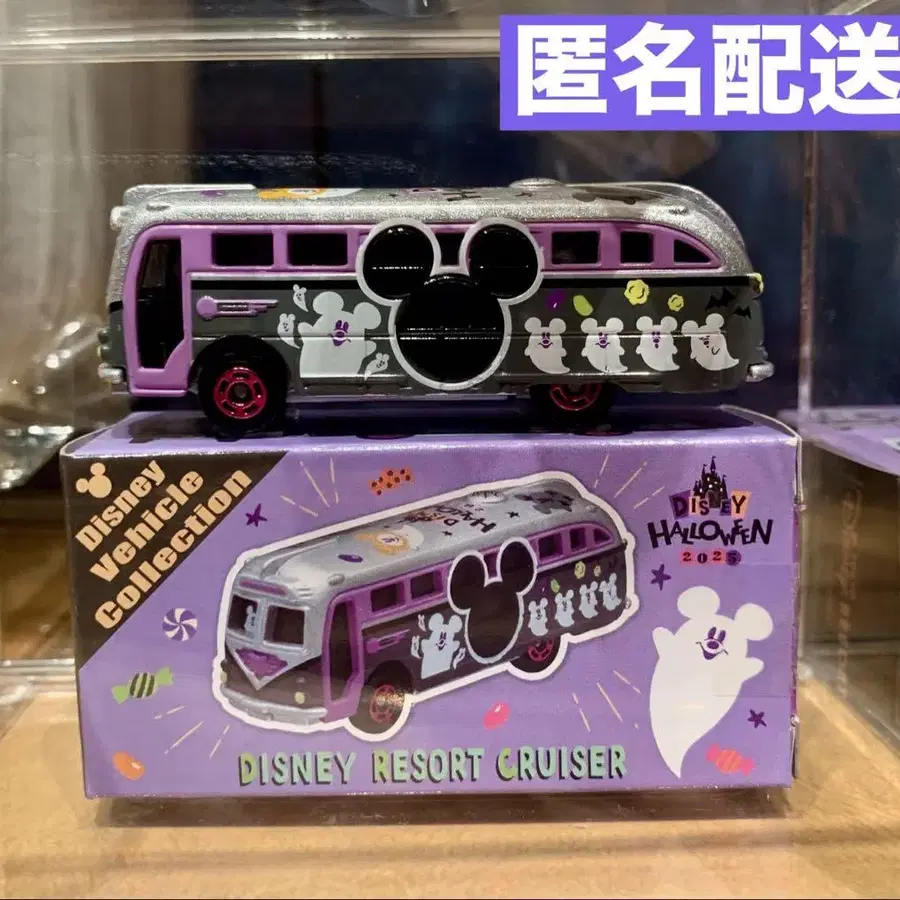 匿名配送
Disney
Vehicle
Collection
DISNEY
HALLOWEEN
2025
DISNEY RESORT CRUISER